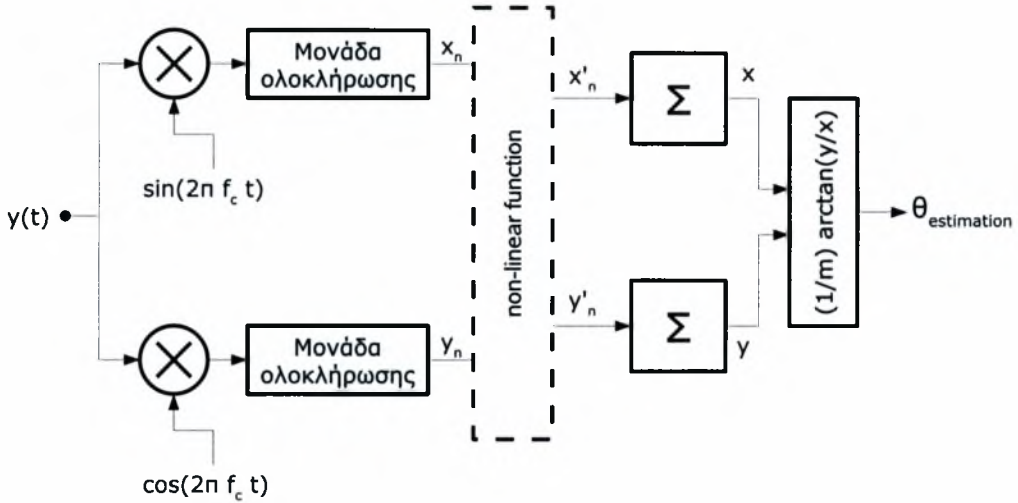 Μονάδα
ολοκλήρωσης
x_n
sin(2π f_c t)
y(t)
non-linear function
x'_n
Σ
x
(1/m) arctan(y/x)
θ_estimation
y'_n
Σ
y
Μονάδα
ολοκλήρωσης
y_n
cos(2π f_c t)